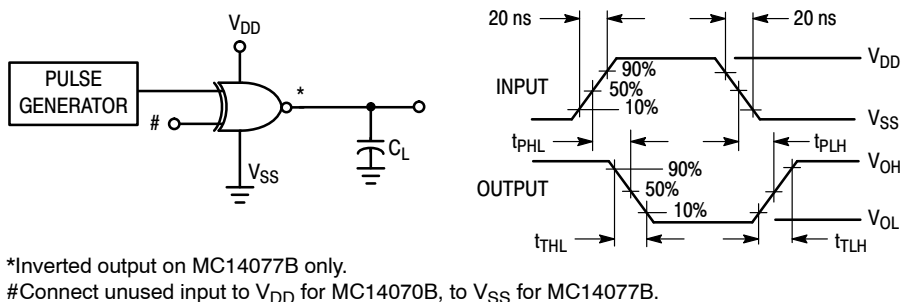 V_DD
PULSE
GENERATOR
*
#
C_L
V_SS
20 ns
20 ns
V_DD
INPUT
90%
50%
10%
V_SS
t_PHL
t_PLH
OUTPUT
90%
50%
10%
V_OH
V_OL
t_THL
t_TLH
*Inverted output on MC14077B only.
#Connect unused input to V_DD for MC14070B, to V_SS for MC14077B.